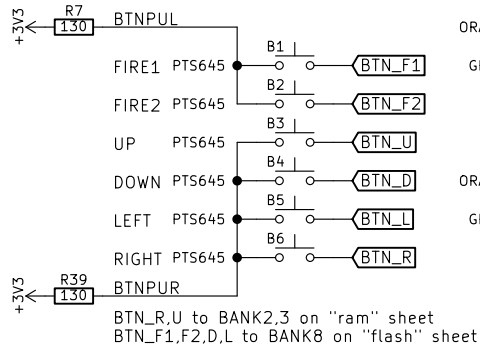 +3V3 R7 130 BTNPUL
ORA
FIRE1 PTS645 B1 BTN_F1
GR
FIRE2 PTS645 B2 BTN_F2
UP PTS645 B3 BTN_U
DOWN PTS645 B4 BTN_D
ORA
LEFT PTS645 B5 BTN_L
GR
RIGHT PTS645 B6 BTN_R
+3V3 R39 130 BTNPUR
BTN_R,U to BANK2,3 on "ram" sheet
BTN_F1,F2,D,L to BANK8 on "flash" sheet